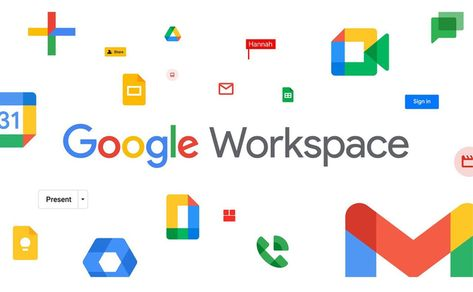 Hannah
Share
Sign in
31
Google Workspace
Present